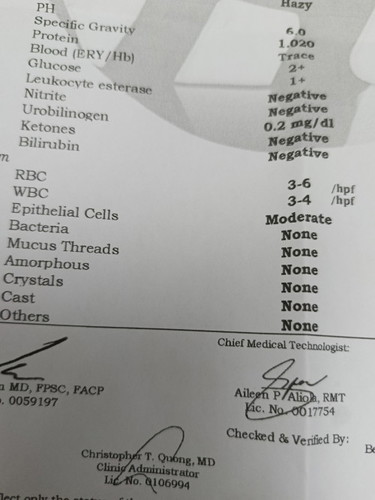 Hazy
PH 6.0
Specific Gravity 1.020
Protein Trace
Blood (ERY/Hb) 2+
Glucose 1+
Leukocyte esterase Negative
Nitrite Negative
Urobilinogen 0.2 mg/dl
Ketones Negative
Bilirubin Negative
RBC 3-6 /hpf
WBC 3-4 /hpf
Epithelial Cells Moderate
Bacteria None
Mucus Threads None
Amorphous None
Crystals None
Cast None
Others None
Chief Medical Technologist:
MD, FPSC, FACP
0059197
Aileen P. RMT
Lic. No. 0017754
Checked & Verified By:
Christopher T. Quong, MD
Clinic Administrator
Lic No. 0106994